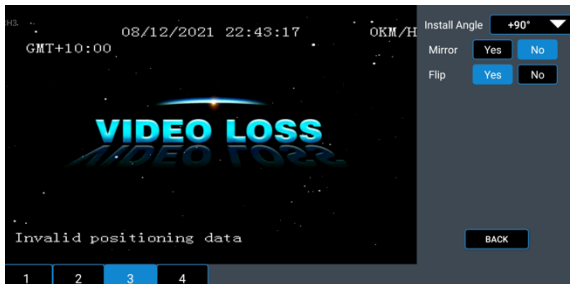 H3.
08/12/2021 22:43:17 0KM/H
GMT+10:00
VIDEO LOSS
Invalid positioning data
1 2 3 4
Install Angle +90°
Mirror Yes No
Flip Yes No
BACK